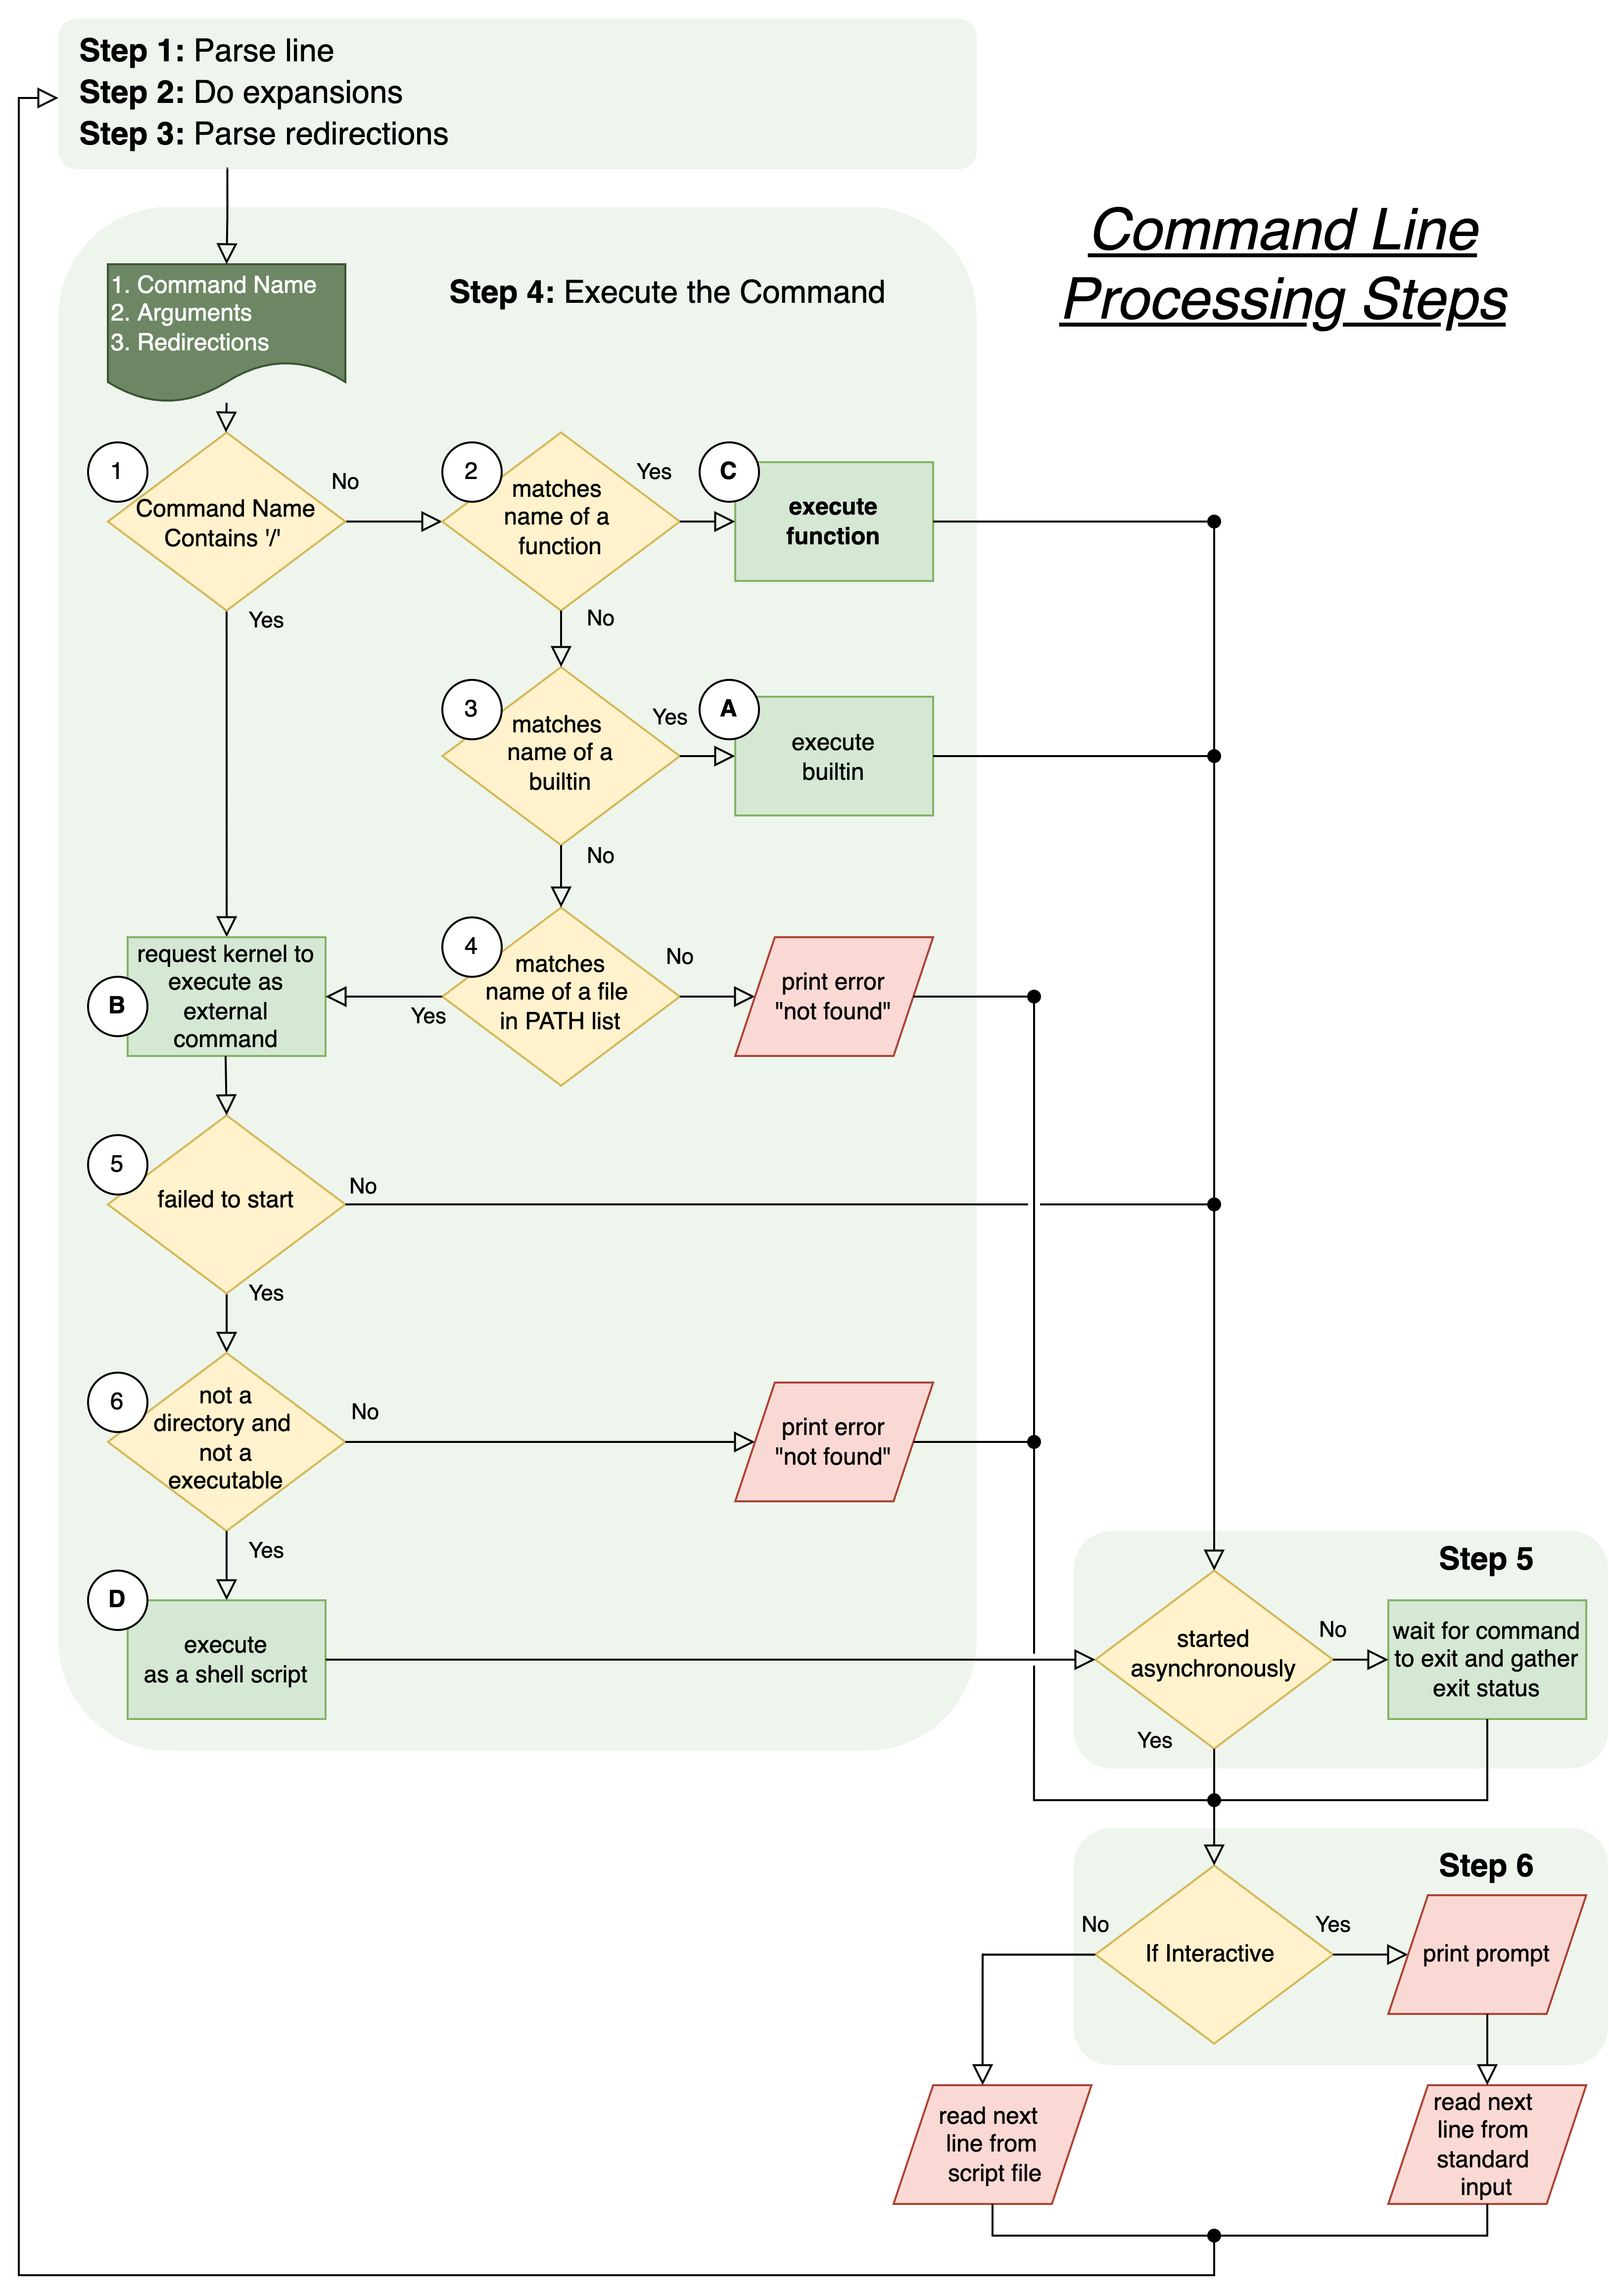 Step 1: Parse line
Step 2: Do expansions
Step 3: Parse redirections
Command Line
Processing Steps
Step 4: Execute the Command
1. Command Name
2. Arguments
3. Redirections
1
Command Name
Contains '/'
No
Yes
2
matches
name of a
function
Yes
No
C
execute
function
3
matches
name of a
builtin
Yes
No
A
execute
builtin
4
matches
name of a file
in PATH list
No
Yes
print error
"not found"
B
request kernel to
execute as
external
command
5
failed to start
No
Yes
6
not a
directory and
not a
executable
No
Yes
print error
"not found"
D
execute
as a shell script
Step 5
started
asynchronously
No
Yes
wait for command
to exit and gather
exit status
Step 6
If Interactive
No
Yes
print prompt
read next
line from
script file
read next
line from
standard
input